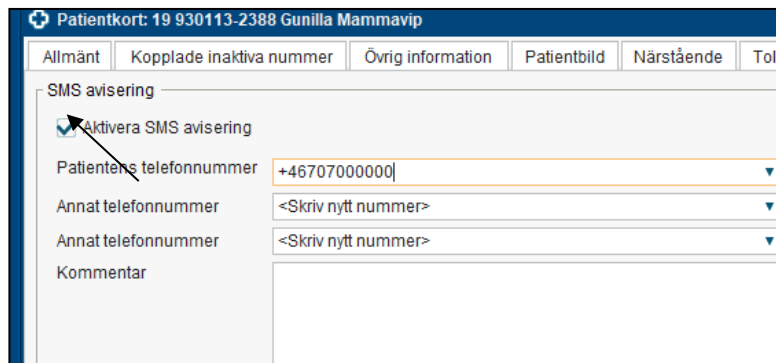 Patientkort: 19 930113-2388 Gunilla Mammavip
Allmänt Kopplade inaktiva nummer Övrig information Patientbild Närstående Tol
SMS avisering
Aktivera SMS avisering
Patientens telefonnummer +46707000000
Annat telefonnummer <Skriv nytt nummer>
Annat telefonnummer <Skriv nytt nummer>
Kommentar